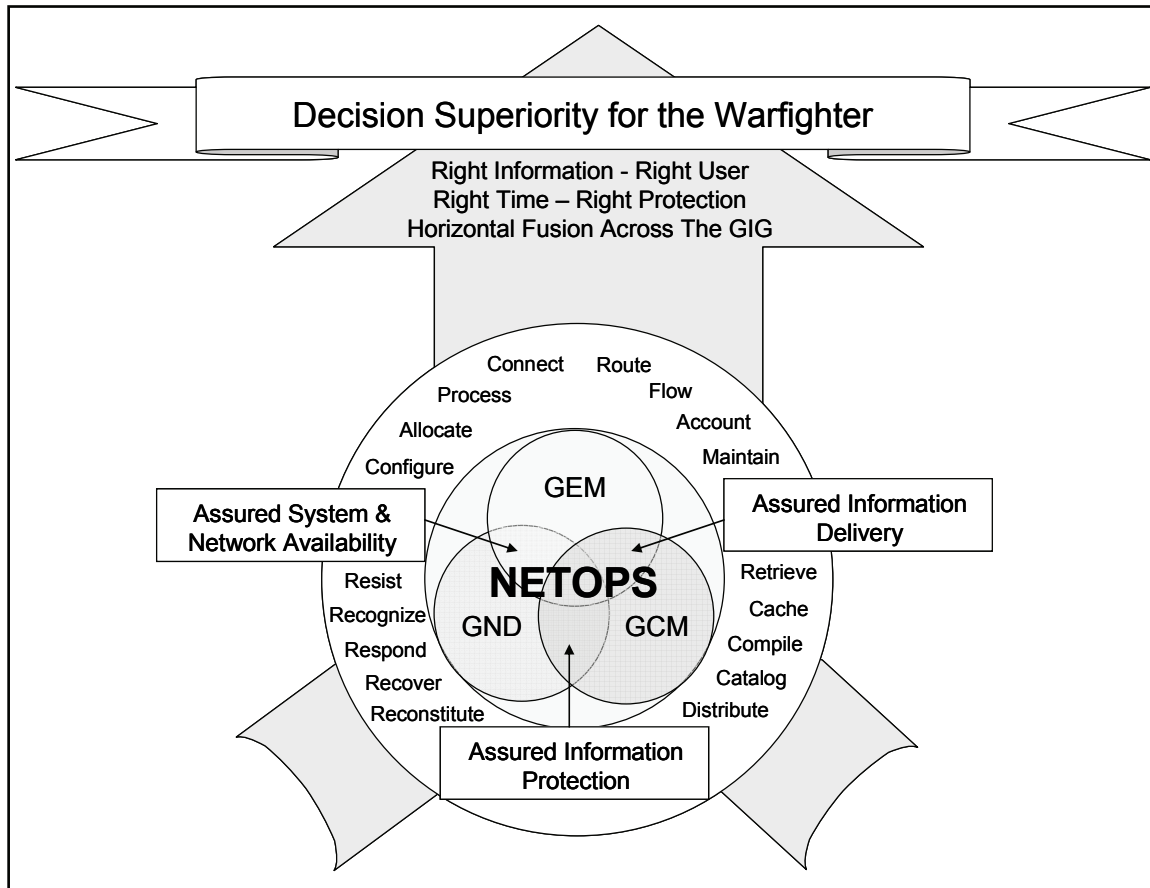 Decision Superiority for the Warfighter
Right Information - Right User
Right Time – Right Protection
Horizontal Fusion Across The GIG
Connect
Route
Process
Flow
Allocate
Account
Configure
Maintain
GEM
Assured System &
Network Availability
Assured Information
Delivery
NETOPS
GND
GCM
Resist
Recognize
Respond
Recover
Reconstitute
Retrieve
Cache
Compile
Catalog
Distribute
Assured Information
Protection